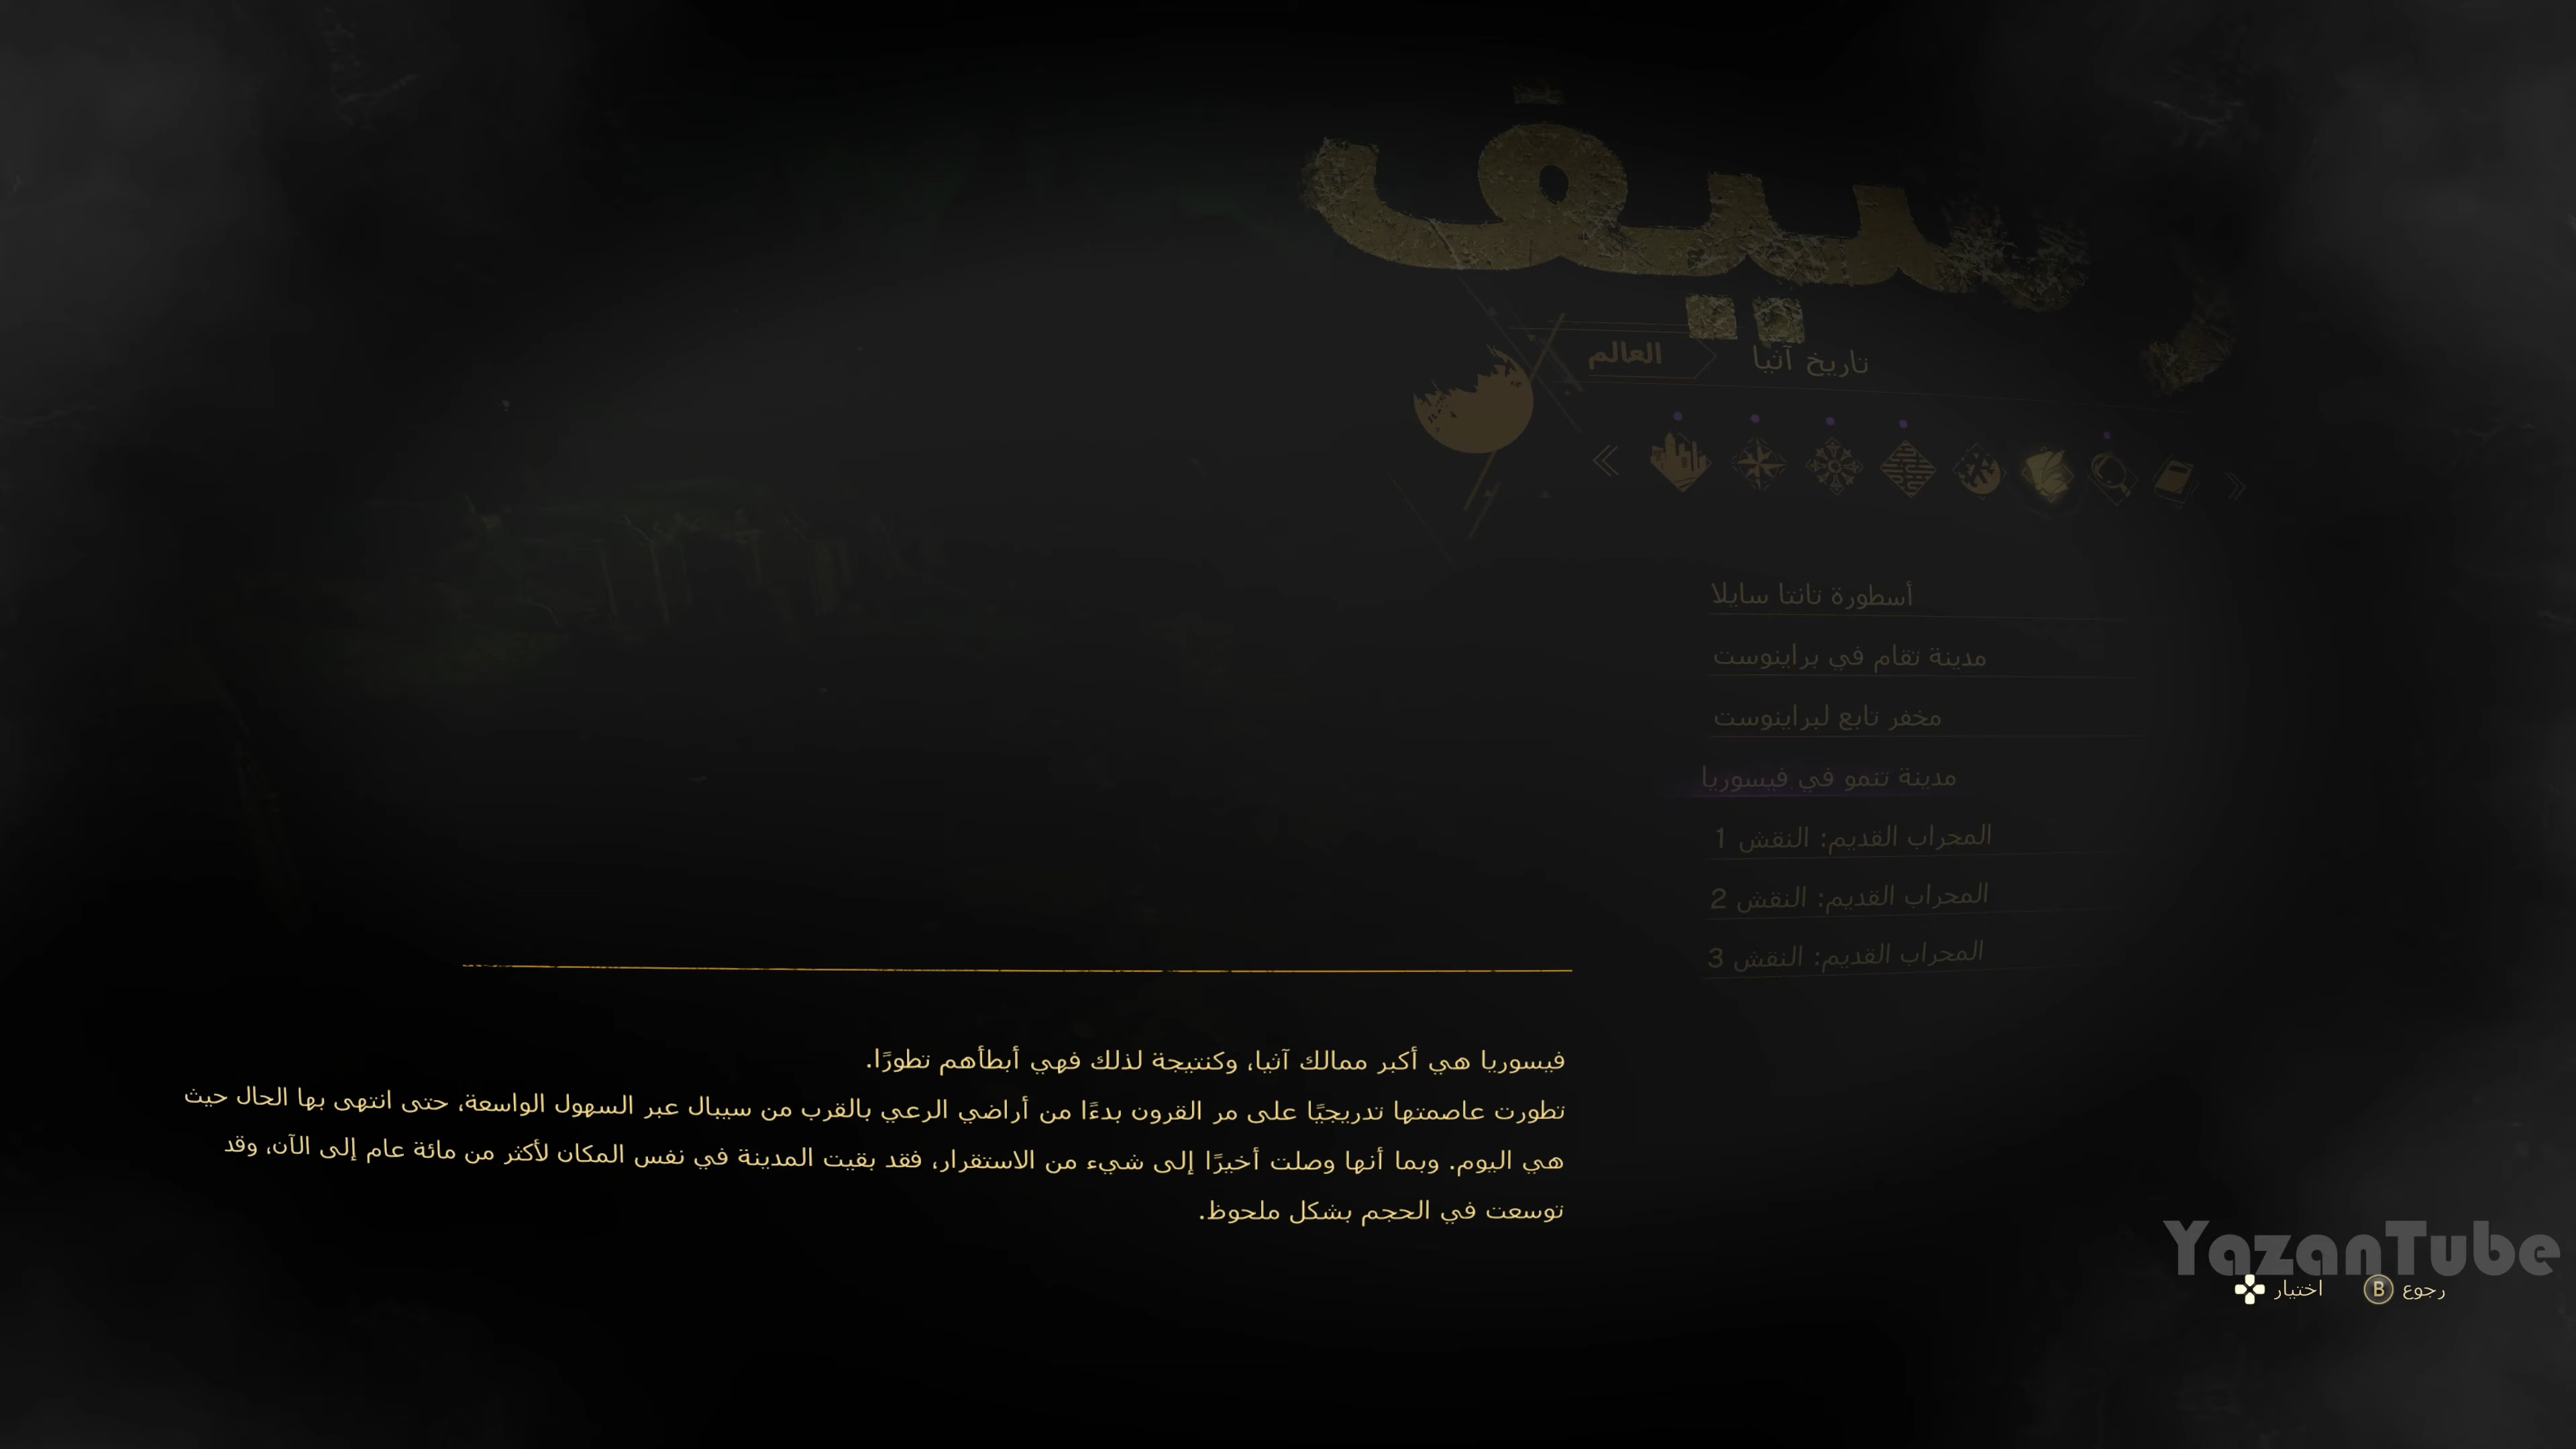 رسيف
تاريخ آثيا
العالم
أسطورة تانتا سايلا
مدينة تقام في براينوست
مخفر تابع لبراينوست
مدينة تنمو في فيسوريا
المحراب القديم: النقش 1
المحراب القديم: النقش 2
المحراب القديم: النقش 3
فيسوريا هي أكبر ممالك آثيا، وكنتيجة لذلك فهي أبطأهم تطورًا.
تطورت عاصمتها تدريجيًا على مر القرون بدءًا من أراضي الرعي بالقرب من سيبال عبر السهول الواسعة، حتى انتهى بها الحال حيث
هي اليوم. وبما أنها وصلت أخيرًا إلى شيء من الاستقرار، فقد بقيت المدينة في نفس المكان لأكثر من مائة عام إلى الآن، وقد
توسعت في الحجم بشكل ملحوظ.
YazanTube
رجوع B اختيار